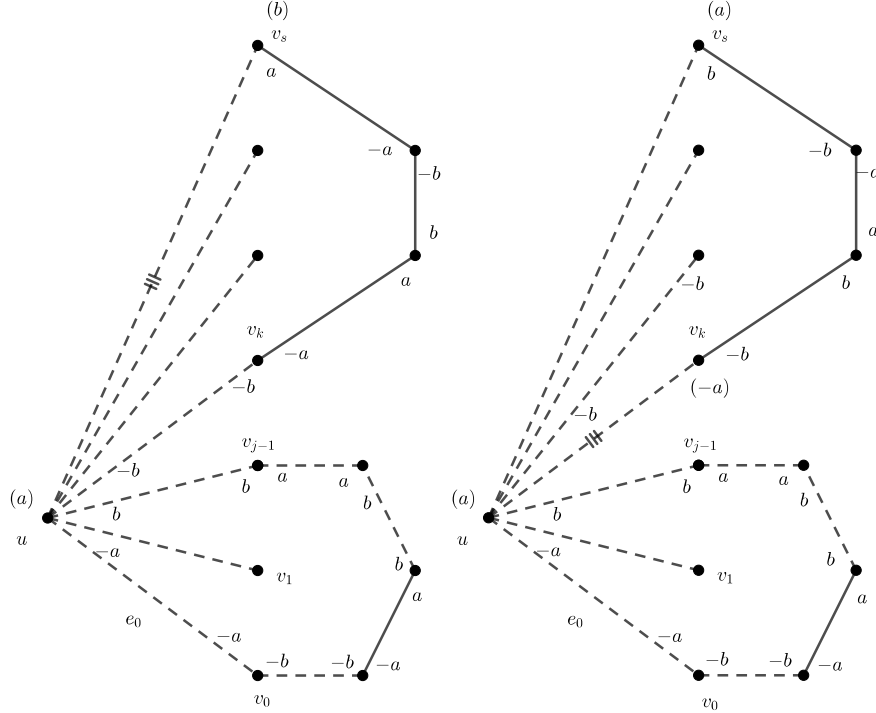 (b) (a)
v_s v_s
a b
−a −b
−b −a
b a
a b
v_k v_k
−a −b
−b (−a)
−b
−b −b
v_{j−1} v_{j−1}
a a a a
b b b b
(a) b (a) b
u −a u −a
b b
v_1 a v_1 a
e_0 −a e_0 −a
−b −b −a −b −b −a
v_0 v_0